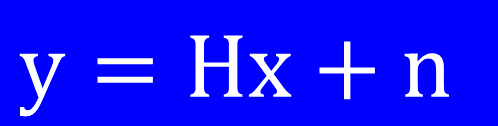 y = Hx + n